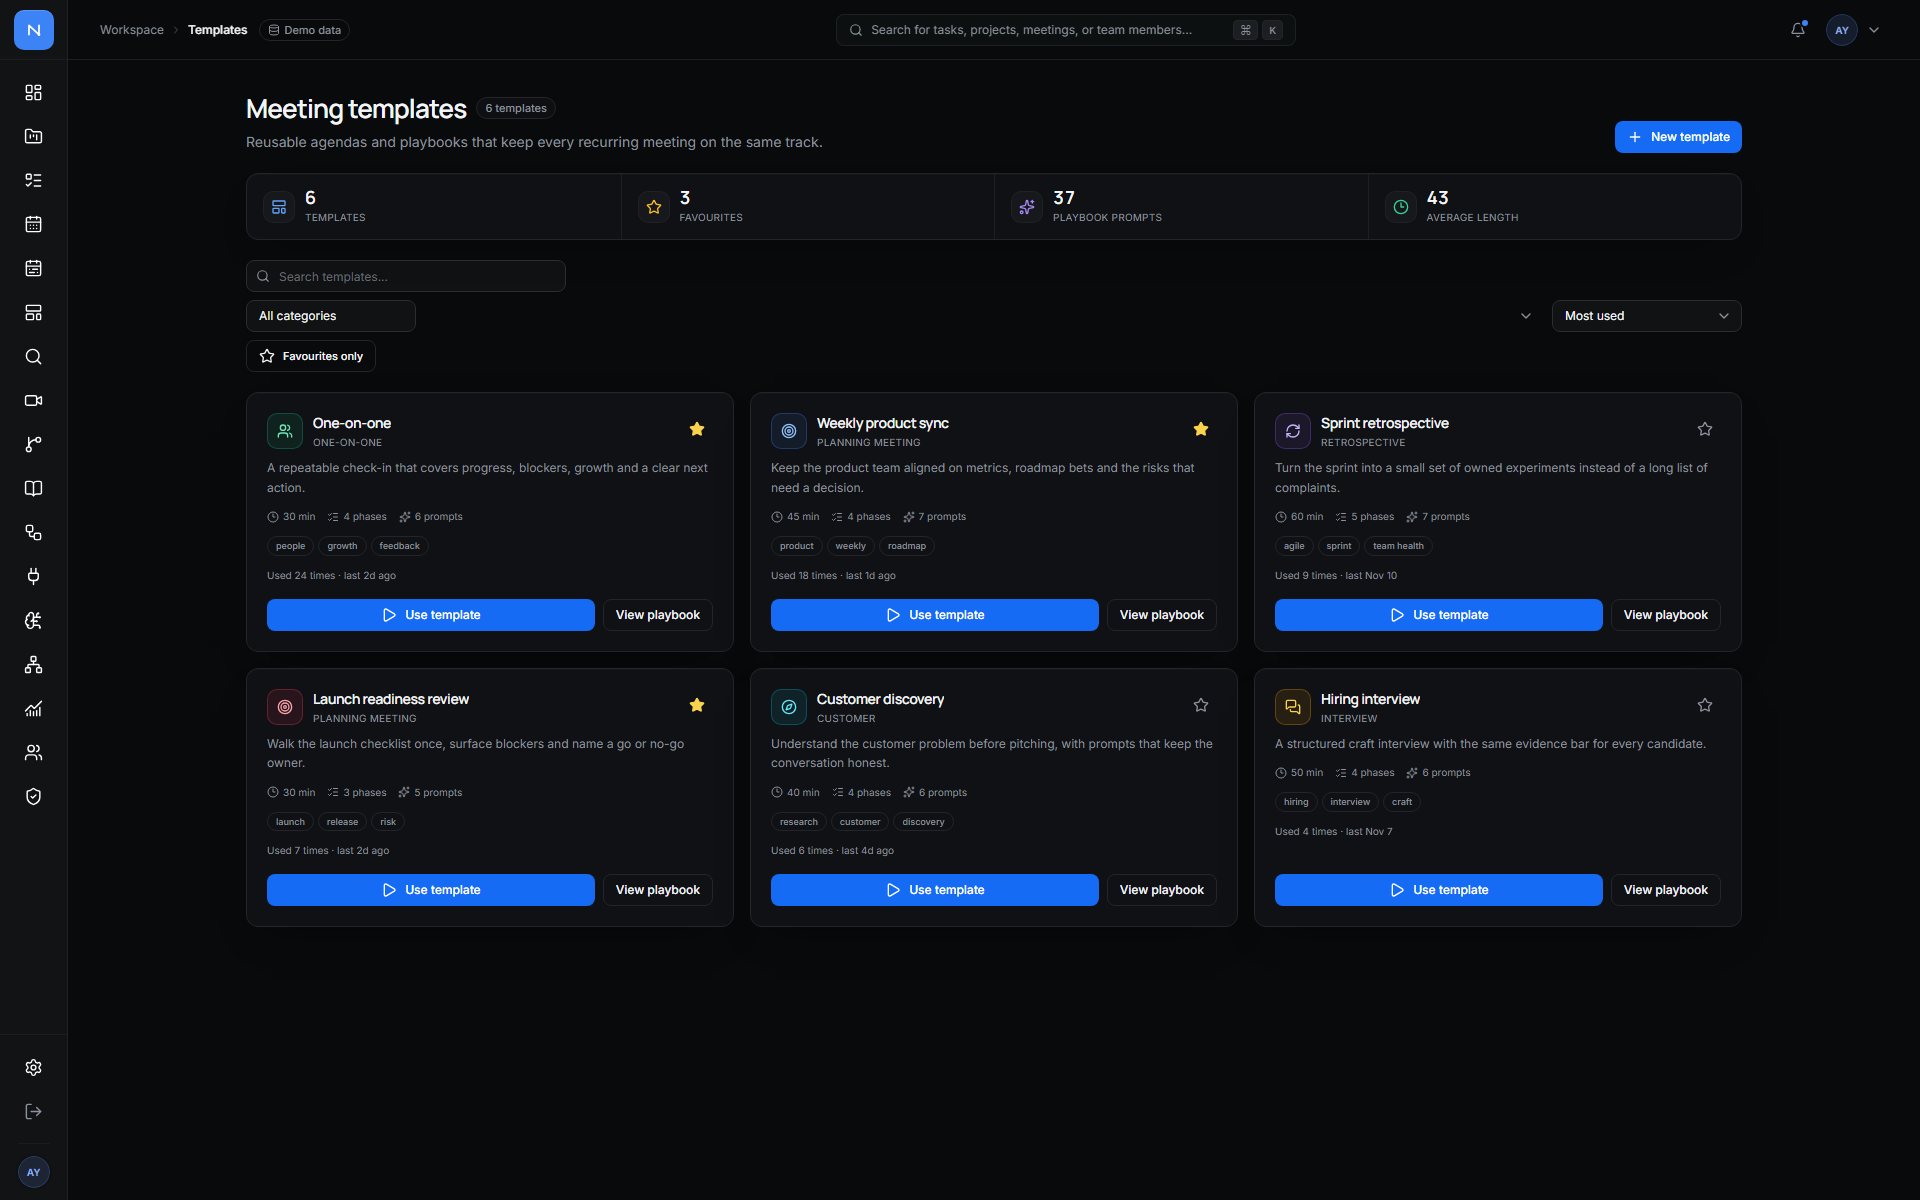 N
Workspace > Templates Demo data
Search for tasks, projects, meetings, or team members... ⌘ K
AY
Meeting templates 6 templates
Reusable agendas and playbooks that keep every recurring meeting on the same track.
New template
6
TEMPLATES
3
FAVOURITES
37
PLAYBOOK PROMPTS
43
AVERAGE LENGTH
Search templates...
All categories
Most used
Favourites only
One-on-one
ONE-ON-ONE
A repeatable check-in that covers progress, blockers, growth and a clear next
action.
30 min 4 phases 6 prompts
people growth feedback
Used 24 times · last 2d ago
Use template View playbook
Weekly product sync
PLANNING MEETING
Keep the product team aligned on metrics, roadmap bets and the risks that
need a decision.
45 min 4 phases 7 prompts
product weekly roadmap
Used 18 times · last 1d ago
Use template View playbook
Sprint retrospective
RETROSPECTIVE
Turn the sprint into a small set of owned experiments instead of a long list of
complaints.
60 min 5 phases 7 prompts
agile sprint team health
Used 9 times · last Nov 10
Use template View playbook
Launch readiness review
PLANNING MEETING
Walk the launch checklist once, surface blockers and name a go or no-go
owner.
30 min 3 phases 5 prompts
launch release risk
Used 7 times · last 2d ago
Use template View playbook
Customer discovery
CUSTOMER
Understand the customer problem before pitching, with prompts that keep the
conversation honest.
40 min 4 phases 6 prompts
research customer discovery
Used 6 times · last 4d ago
Use template View playbook
Hiring interview
INTERVIEW
A structured craft interview with the same evidence bar for every candidate.
50 min 4 phases 6 prompts
hiring interview craft
Used 4 times · last Nov 7
Use template View playbook
AY